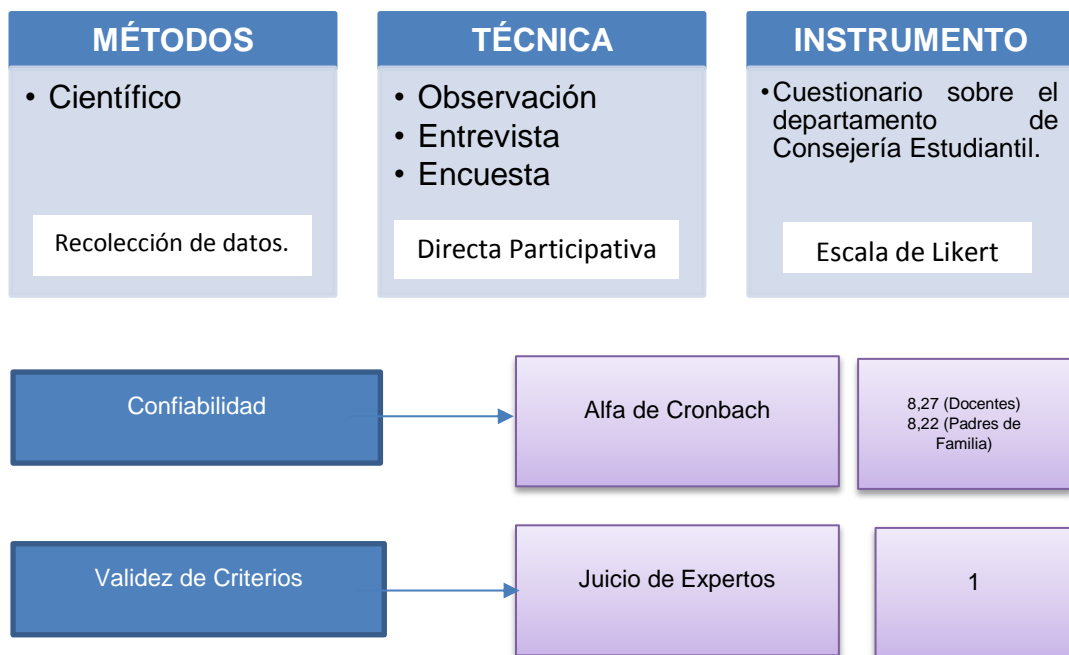 MÉTODOS
• Científico
Recolección de datos.
TÉCNICA
• Observación
• Entrevista
• Encuesta
Directa Participativa
INSTRUMENTO
•Cuestionario sobre el
departamento de
Consejería Estudiantil.
Escala de Likert
Confiabilidad
Alfa de Cronbach
8,27 (Docentes)
8,22 (Padres de
Familia)
Validez de Criterios
Juicio de Expertos
1